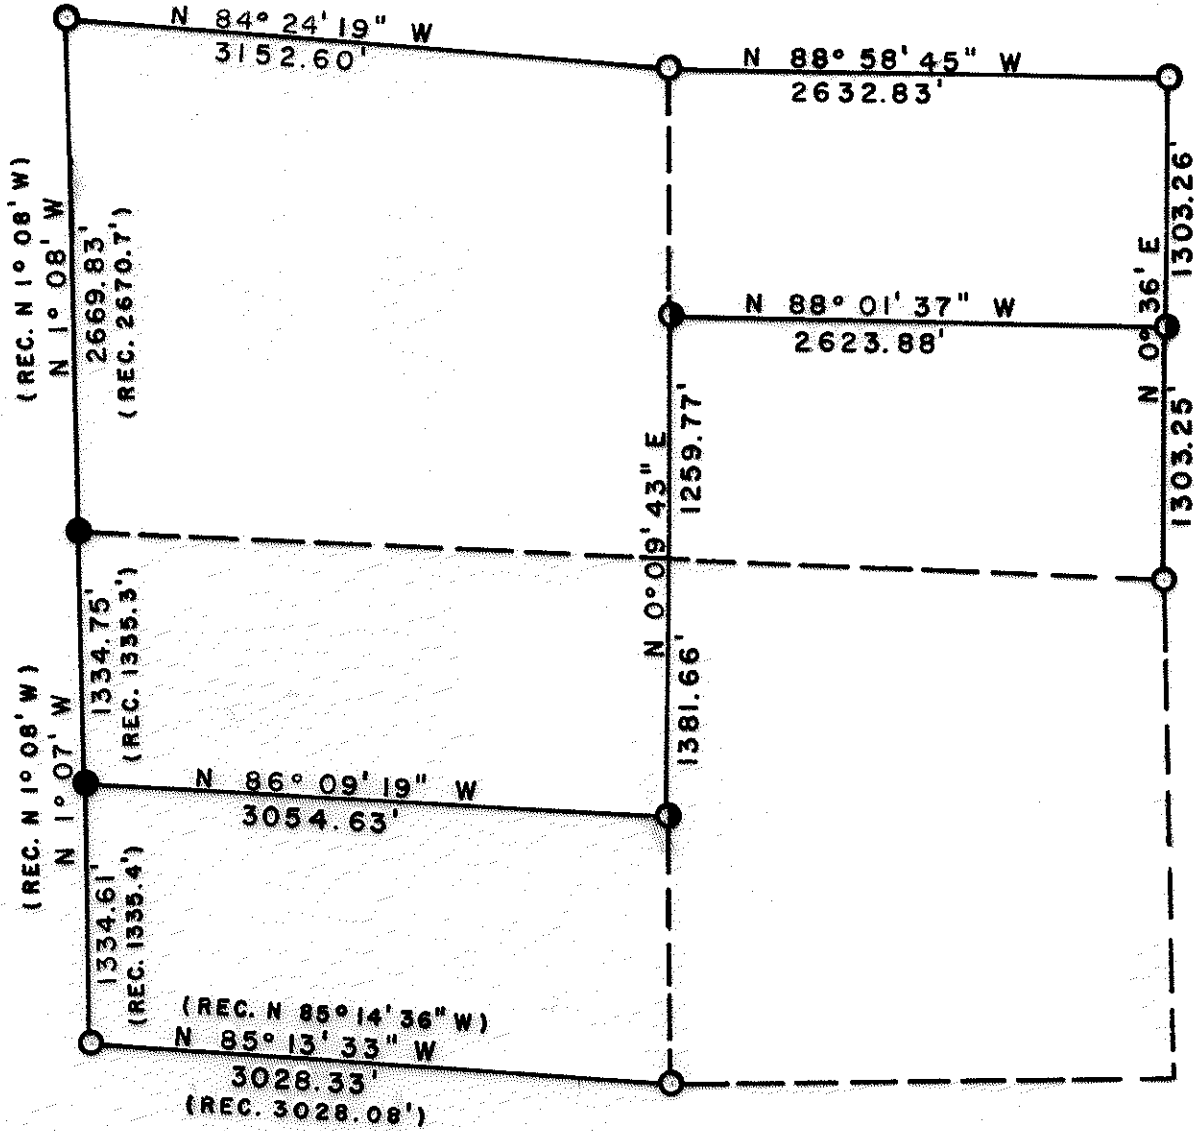 N 84° 24' 19" W
3152.60'
N 88° 58' 45" W
2632.83'
(REC. N 1° 08' W)
N 1° 08' W
2669.83'
(REC. 2670.7')
1303.26'
N 0° 36' E
1303.25'
N 88° 01' 37" W
2623.88'
N 0° 09' 43" E
1259.77'
1381.66'
(REC. N 1° 08' W)
N 1° 07' W
1334.75'
(REC. 1335.3')
N 86° 09' 19" W
3054.63'
1334.61'
(REC. 1335.4')
(REC. N 85° 14' 36" W)
N 85° 13' 33" W
3028.33'
(REC. 3028.08')